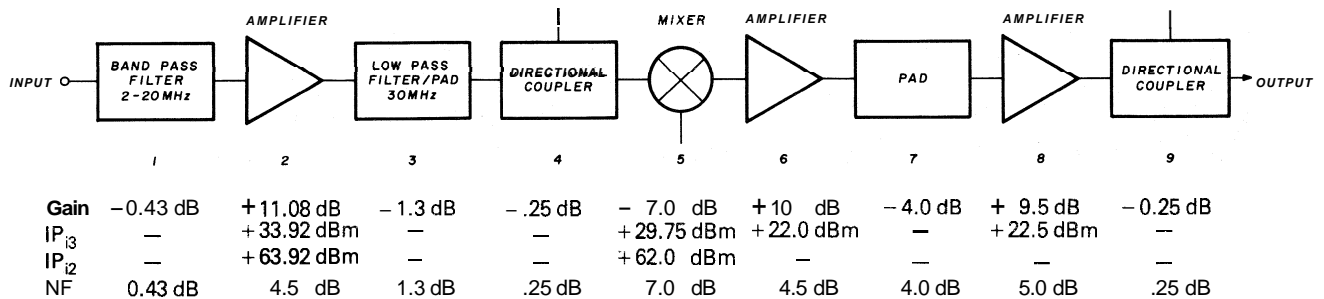 AMPLIFIER MIXER AMPLIFIER AMPLIFIER
INPUT
BAND PASS
FILTER
2-20MHz
LOW PASS
FILTER/PAD
30MHz
DIRECTIONAL
COUPLER
PAD
DIRECTIONAL
COUPLER
OUTPUT
1 2 3 4 5 6 7 8 9
Gain −0.43 dB +11.08 dB −1.3 dB −.25 dB − 7.0 dB +10 dB −4.0 dB + 9.5 dB −0.25 dB
IPi3 — +33.92 dBm — — +29.75 dBm +22.0 dBm — +22.5 dBm —
IPi2 — +63.92 dBm — — +62.0 dBm — — — —
NF 0.43 dB 4.5 dB 1.3 dB .25 dB 7.0 dB 4.5 dB 4.0 dB 5.0 dB .25 dB